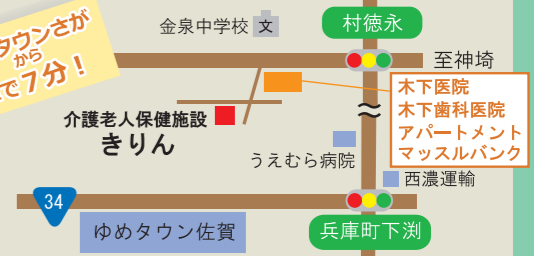 タウンさが
から
で7分！
金泉中学校
文
村徳永
至神埼
木下医院
木下歯科医院
アパートメント
マッスルバンク
介護老人保健施設
きりん
うえむら病院
西濃運輸
34
ゆめタウン佐賀
兵庫町下渕